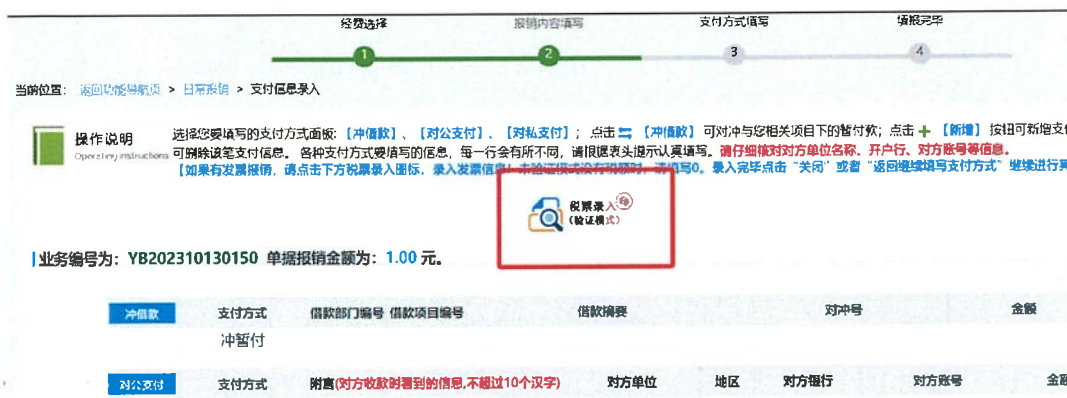 经费选择 报销内容填写 支付方式填写 填报完毕
1 2 3 4
当前位置: 返回功能导航页 > 日常报销 > 支付信息录入
操作说明
Operating instructions
选择您要填写的支付方式面板:【冲借款】、【对公支付】、【对私支付】; 点击 【冲借款】 可对冲与您相关项目下的暂付款; 点击 【新增】 按钮可新增支
可删除该笔支付信息。各种支付方式要填写的信息, 每一行会有所不同, 请根据表头提示认真填写。请仔细核对对方单位名称、开户行、对方账号等信息。
【如果有发票报销, 请点击下方税票录入图标, 录入发票信息! 未验证模式没有税额时, 请填写0。录入完毕点击 “关闭” 或者 “返回继续填写支付方式” 继续进行
税票录入
(验证模式)
业务编号为: YB202310130150 单据报销金额为: 1.00 元。
冲借款 支付方式 借款部门编号 借款项目编号 借款摘要 对冲号 金额
冲暂付
对公支付 支付方式 附言(对方收款时看到的信息,不超过10个汉字) 对方单位 地区 对方银行 对方账号 金